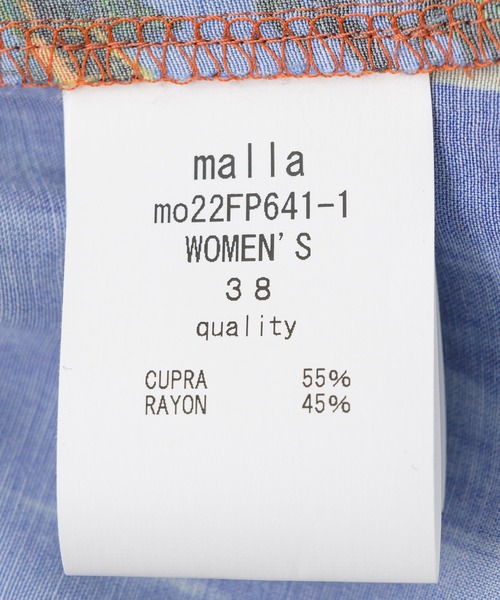 malla
mo22FP641-1
WOMEN'S
38
quality
CUPRA 55%
RAYON 45%